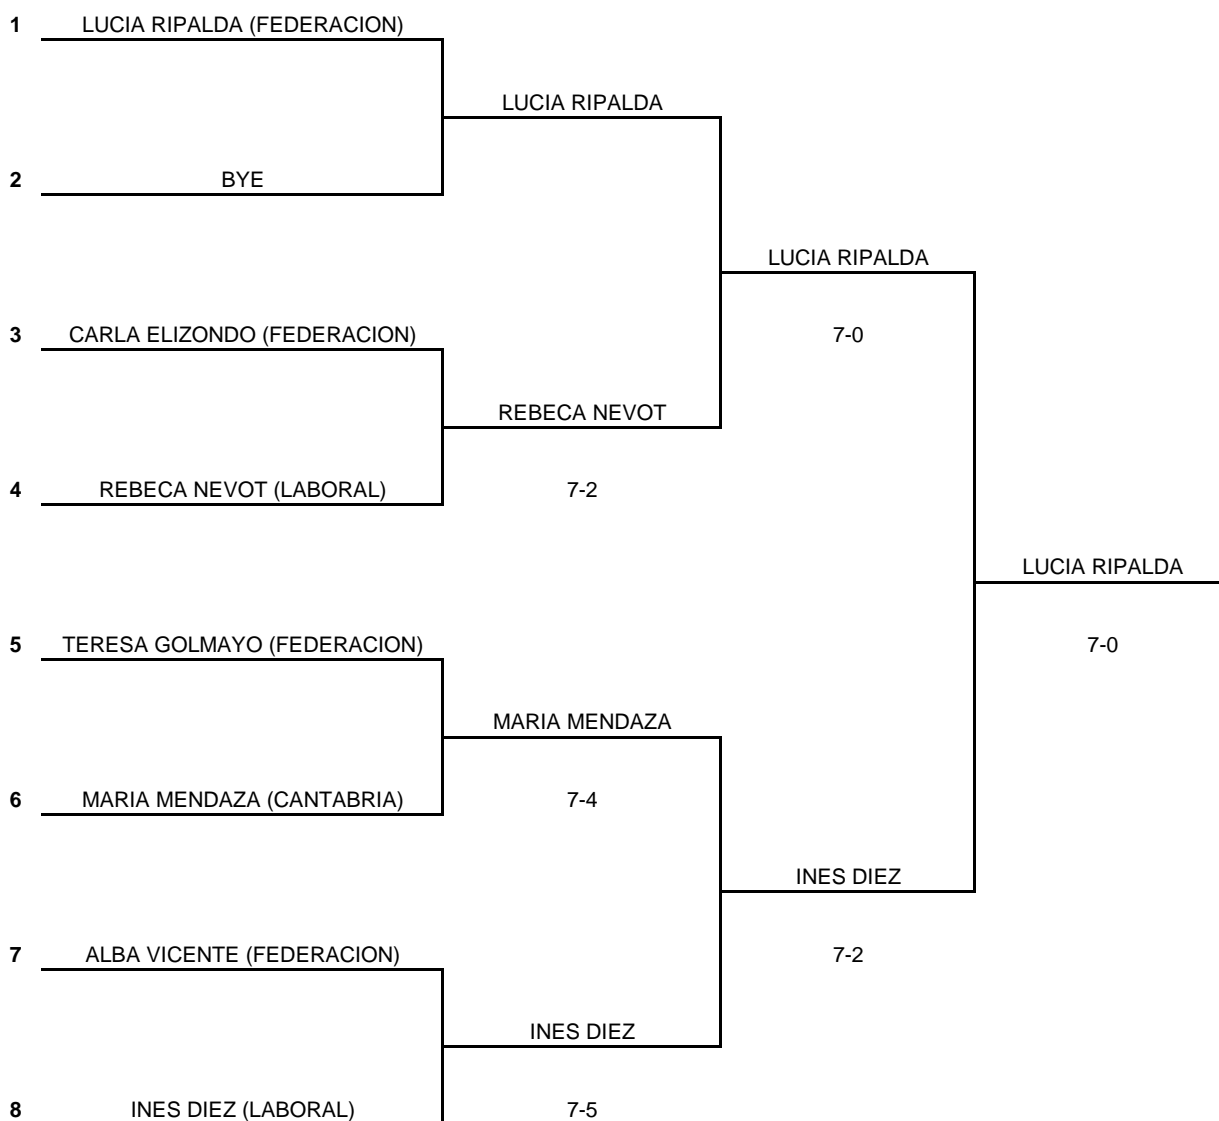 1 LUCIA RIPALDA (FEDERACION)
LUCIA RIPALDA
2 BYE
LUCIA RIPALDA
3 CARLA ELIZONDO (FEDERACION) 7-0
REBECA NEVOT
4 REBECA NEVOT (LABORAL) 7-2
LUCIA RIPALDA
5 TERESA GOLMAYO (FEDERACION) 7-0
MARIA MENDAZA
6 MARIA MENDAZA (CANTABRIA) 7-4
INES DIEZ
7 ALBA VICENTE (FEDERACION) 7-2
INES DIEZ
8 INES DIEZ (LABORAL) 7-5